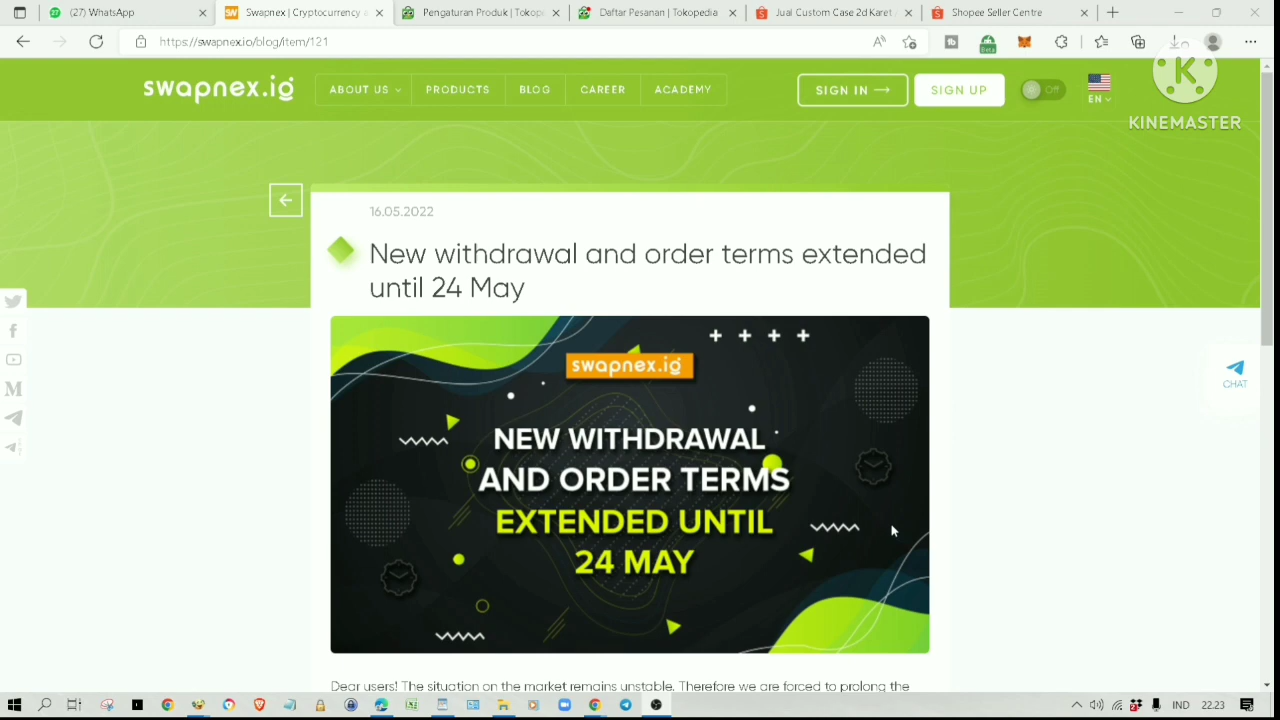 (27) WhatsApp
Swapnex | Cryptocurrency a
Pengaturan Produk | Tokope
Daftar Pesanan | Tokopedia
Jual Custom Case 2d Karet /
Shopee Seller Centre
https://swapnex.io/blog/item/121
swapnex.ig
ABOUT US
PRODUCTS
BLOG
CAREER
ACADEMY
SIGN IN
SIGN UP
Off
EN
K
KINEMASTER
16.05.2022
New withdrawal and order terms extended
until 24 May
swapnex.ig
NEW WITHDRAWAL
AND ORDER TERMS
EXTENDED UNTIL
24 MAY
CHAT
Dear users! The situation on the market remains unstable. Therefore we are forced to prolong the
IND
22.23